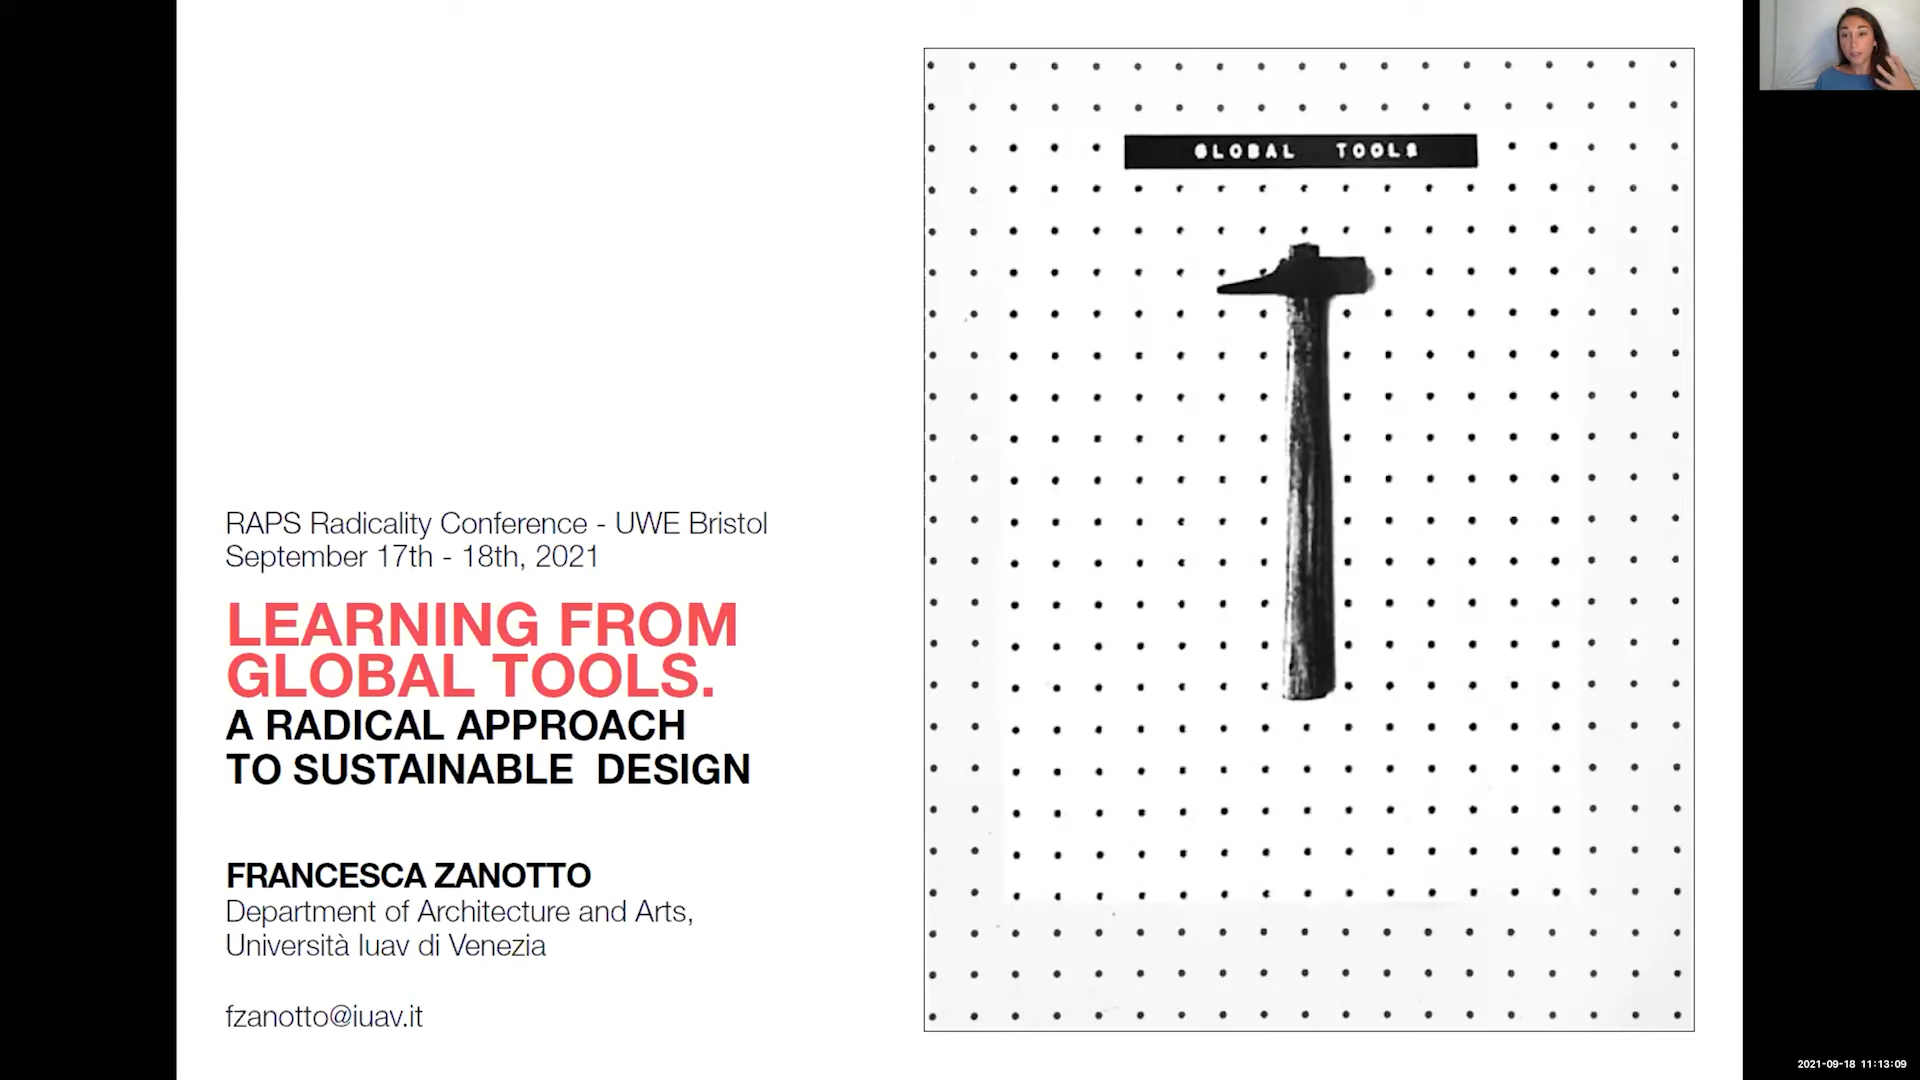 GLOBAL TOOLS
RAPS Radicality Conference - UWE Bristol
September 17th - 18th, 2021
LEARNING FROM
GLOBAL TOOLS.
A RADICAL APPROACH
TO SUSTAINABLE DESIGN
FRANCESCA ZANOTTO
Department of Architecture and Arts,
Università Iuav di Venezia
fzanotto@iuav.it
2021-09-18 11:13:09